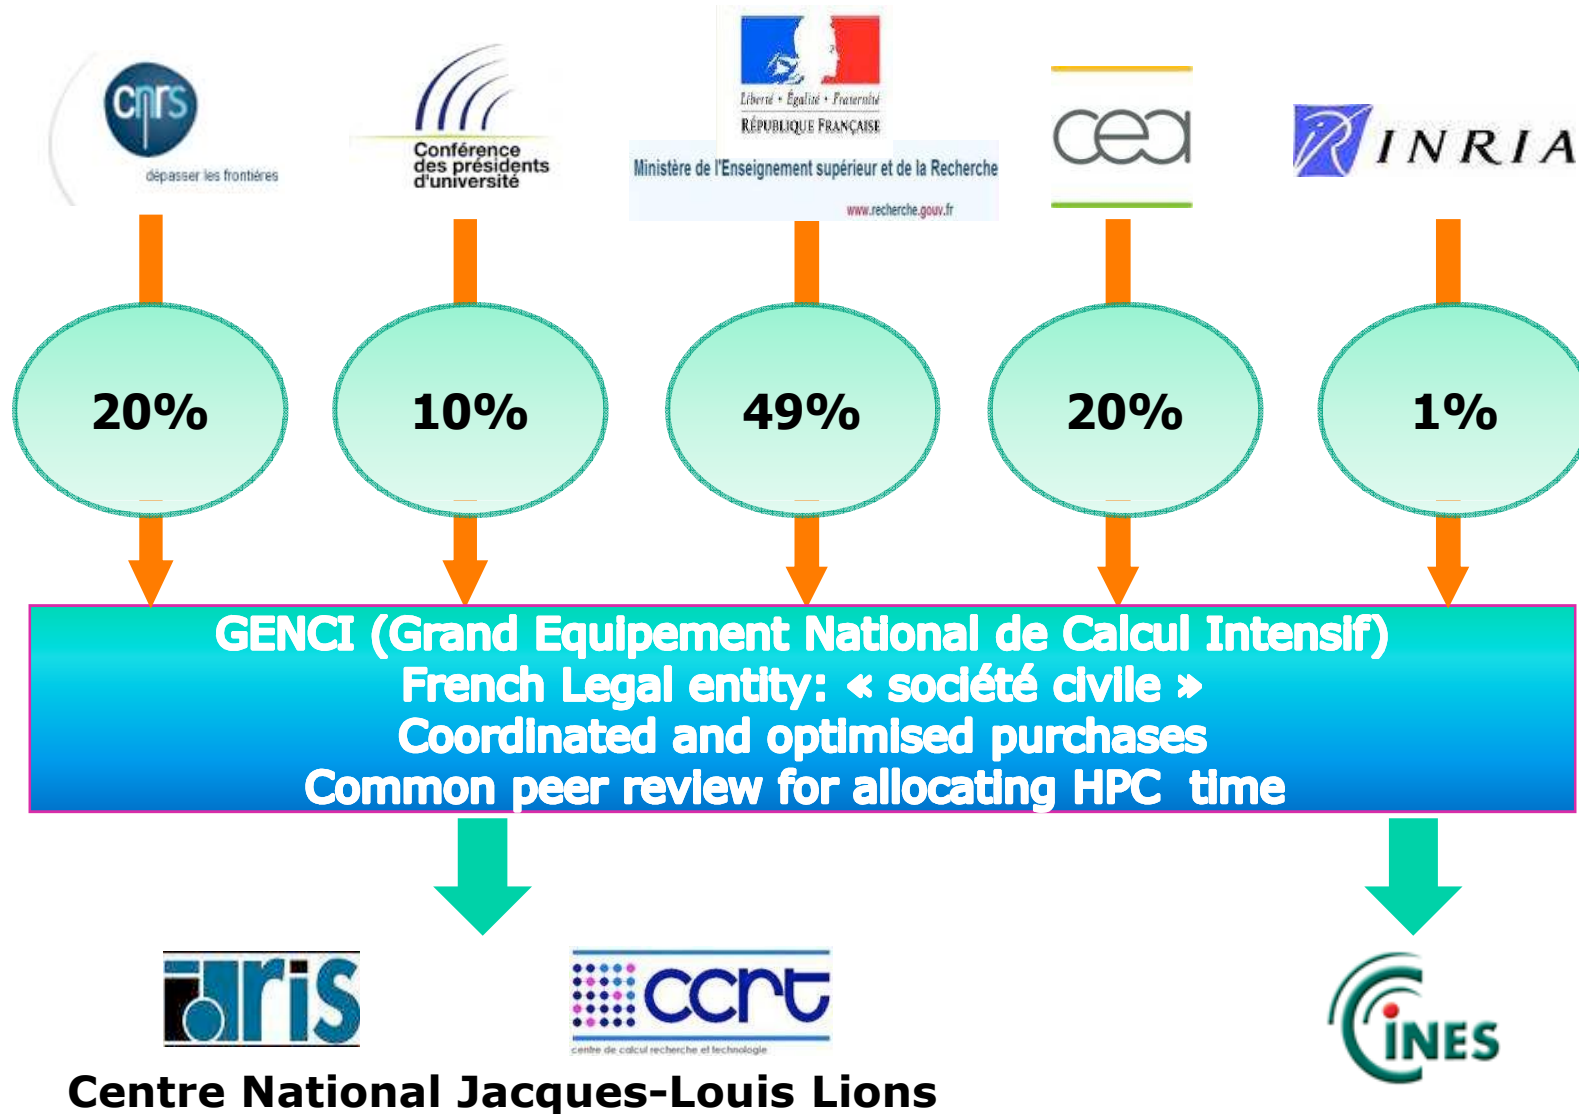 cnrs
dépasser les frontières
Conférence
des présidents
d'université
Liberté • Égalité • Fraternité
RÉPUBLIQUE FRANÇAISE
Ministère de l'Enseignement supérieur et de la Recherche
www.recherche.gouv.fr
cea
INRIA
20%
10%
49%
20%
1%
GENCI (Grand Equipement National de Calcul Intensif)
French Legal entity: « société civile »
Coordinated and optimised purchases
Common peer review for allocating HPC time
idris
ccrt
centre de calcul recherche et technologie
CINES
Centre National Jacques-Louis Lions